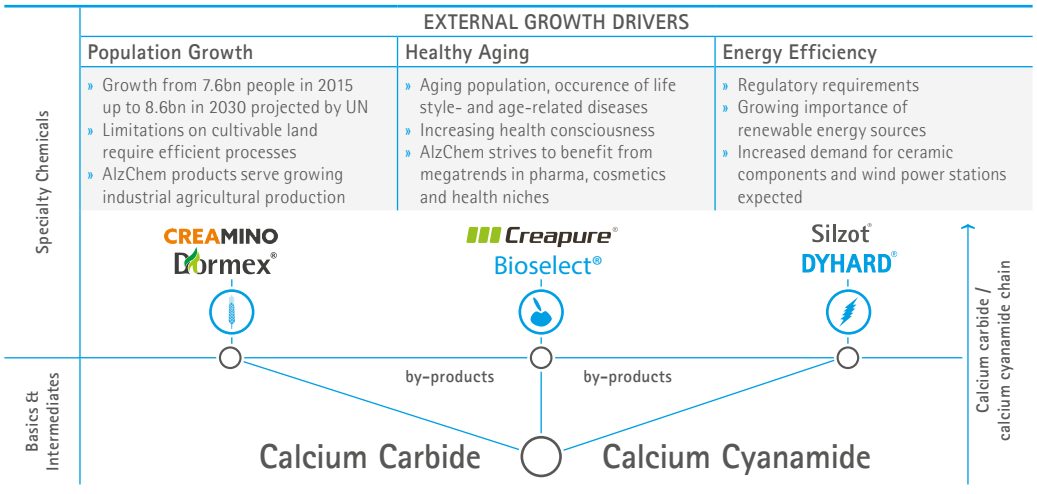 EXTERNAL GROWTH DRIVERS
Population Growth
» Growth from 7.6bn people in 2015
up to 8.6bn in 2030 projected by UN
» Limitations on cultivable land
require efficient processes
» AlzChem products serve growing
industrial agricultural production
Healthy Aging
» Aging population, occurence of life
style- and age-related diseases
» Increasing health consciousness
» AlzChem strives to benefit from
megatrends in pharma, cosmetics
and health niches
Energy Efficiency
» Regulatory requirements
» Growing importance of
renewable energy sources
» Increased demand for ceramic
components and wind power stations
expected
Specialty Chemicals
CREAMINO
Dormex®
Creapure®
Bioselect®
Silzot®
DYHARD®
Calcium carbide /
calcium cyanamide chain
Basics &
Intermediates
by-products
by-products
Calcium Carbide
Calcium Cyanamide